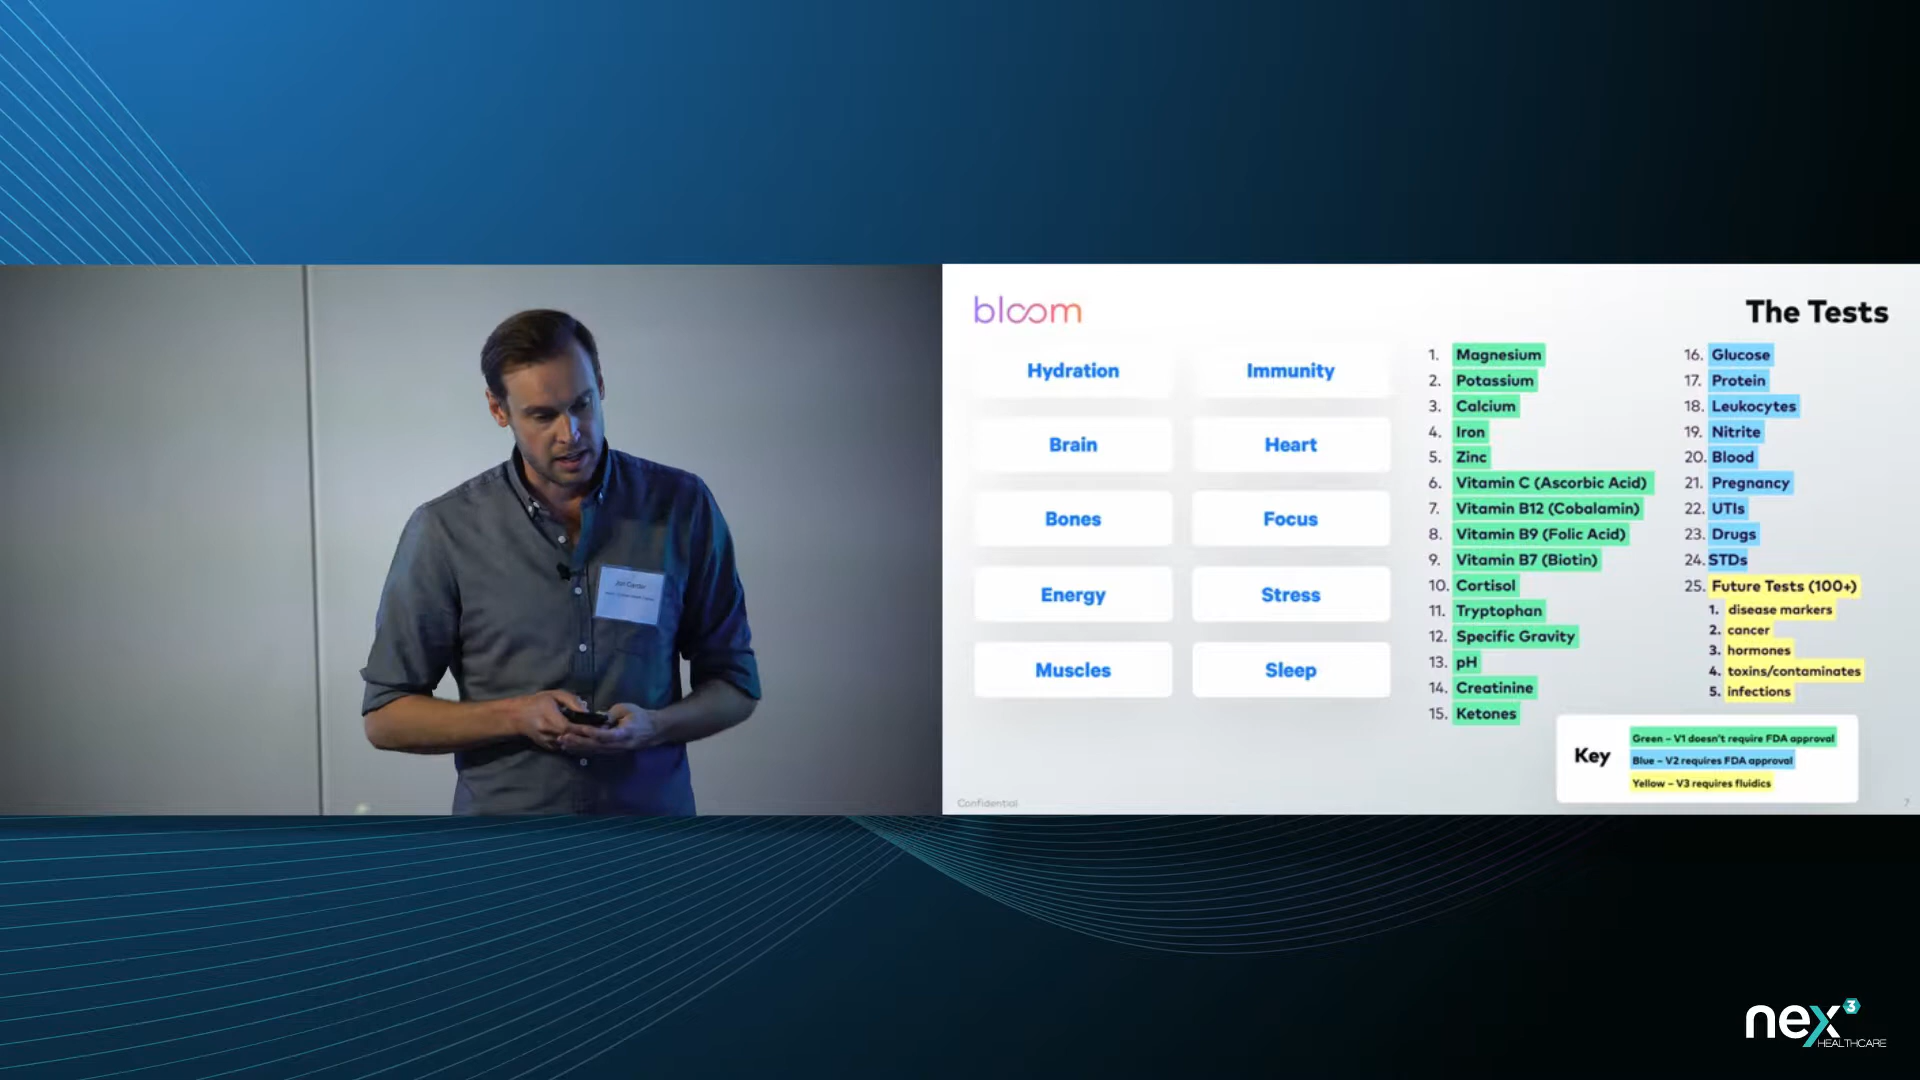 bloom
The Tests
Hydration
Immunity
Brain
Heart
Bones
Focus
Energy
Stress
Muscles
Sleep
1. Magnesium
2. Potassium
3. Calcium
4. Iron
5. Zinc
6. Vitamin C (Ascorbic Acid)
7. Vitamin B12 (Cobalamin)
8. Vitamin B9 (Folic Acid)
9. Vitamin B7 (Biotin)
10. Cortisol
11. Tryptophan
12. Specific Gravity
13. pH
14. Creatinine
15. Ketones
16. Glucose
17. Protein
18. Leukocytes
19. Nitrite
20. Blood
21. Pregnancy
22. UTIs
23. Drugs
24. STDs
25. Future Tests (100+)
1. disease markers
2. cancer
3. hormones
4. toxins/contaminates
5. infections
Key
Green – V1 doesn't require FDA approval
Blue – V2 requires FDA approval
Yellow – V3 requires fluidics
Confidential
7
nex3
HEALTHCARE